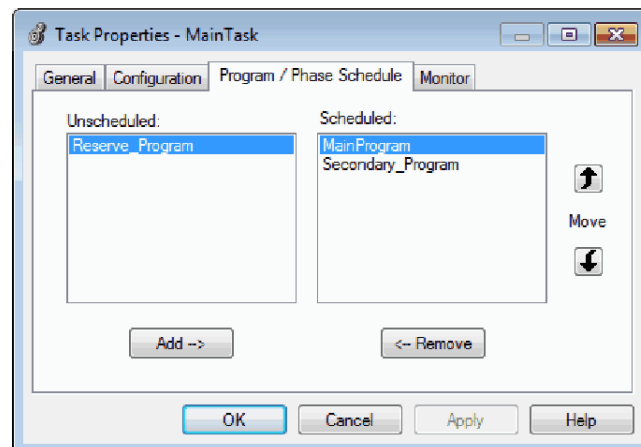 Task Properties - MainTask
General Configuration Program / Phase Schedule Monitor
Unscheduled:
Reserve_Program
Scheduled:
MainProgram
Secondary_Program
Move
Add -->
<-- Remove
OK Cancel Apply Help